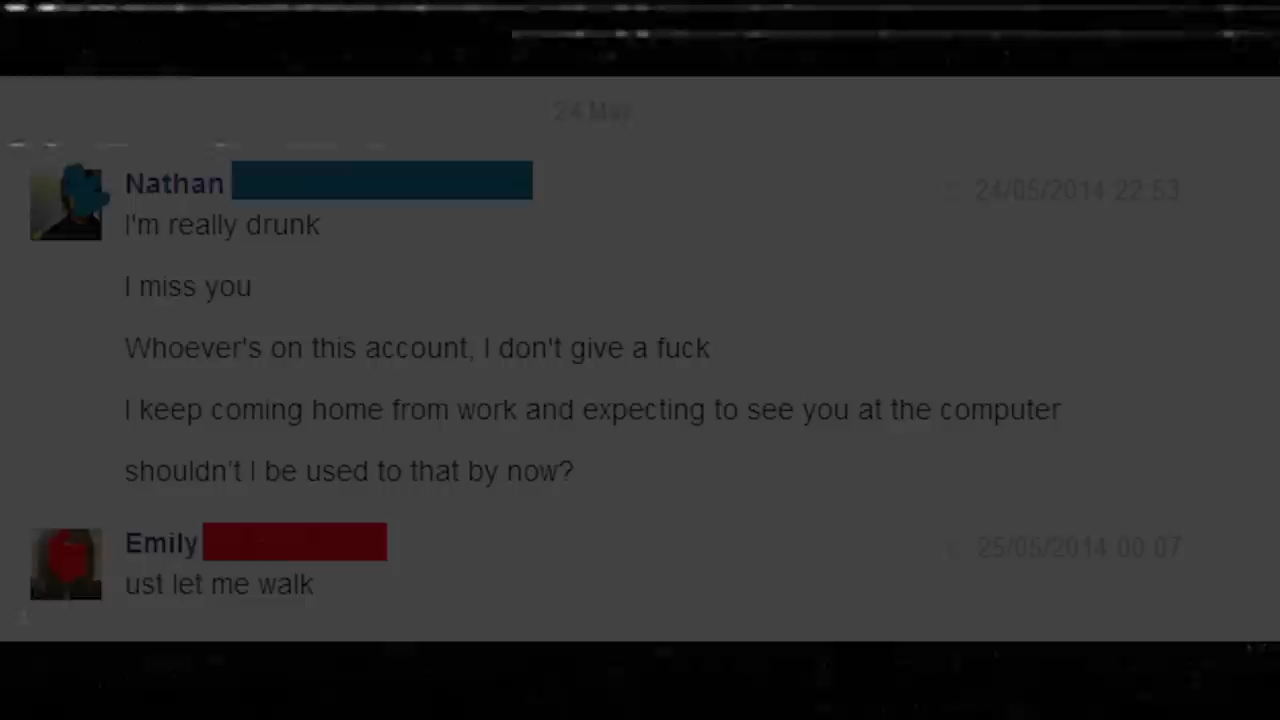 24 May
Nathan
24/05/2014 22:53
I'm really drunk
I miss you
Whoever's on this account, I don't give a fuck
I keep coming home from work and expecting to see you at the computer
shouldn't I be used to that by now?
Emily
25/05/2014 00:07
ust let me walk